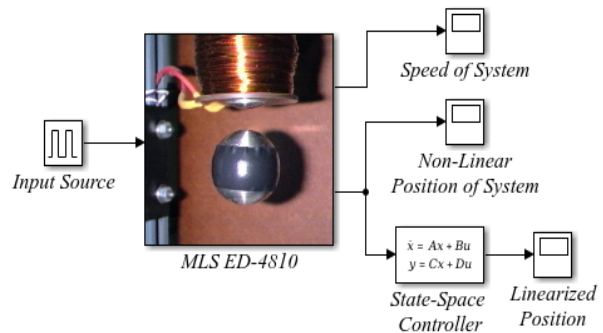 Speed of System
Input Source
Non-Linear
Position of System
MLS ED-4810
ẋ = Ax + Bu
y = Cx + Du
State-Space
Controller
Linearized
Position